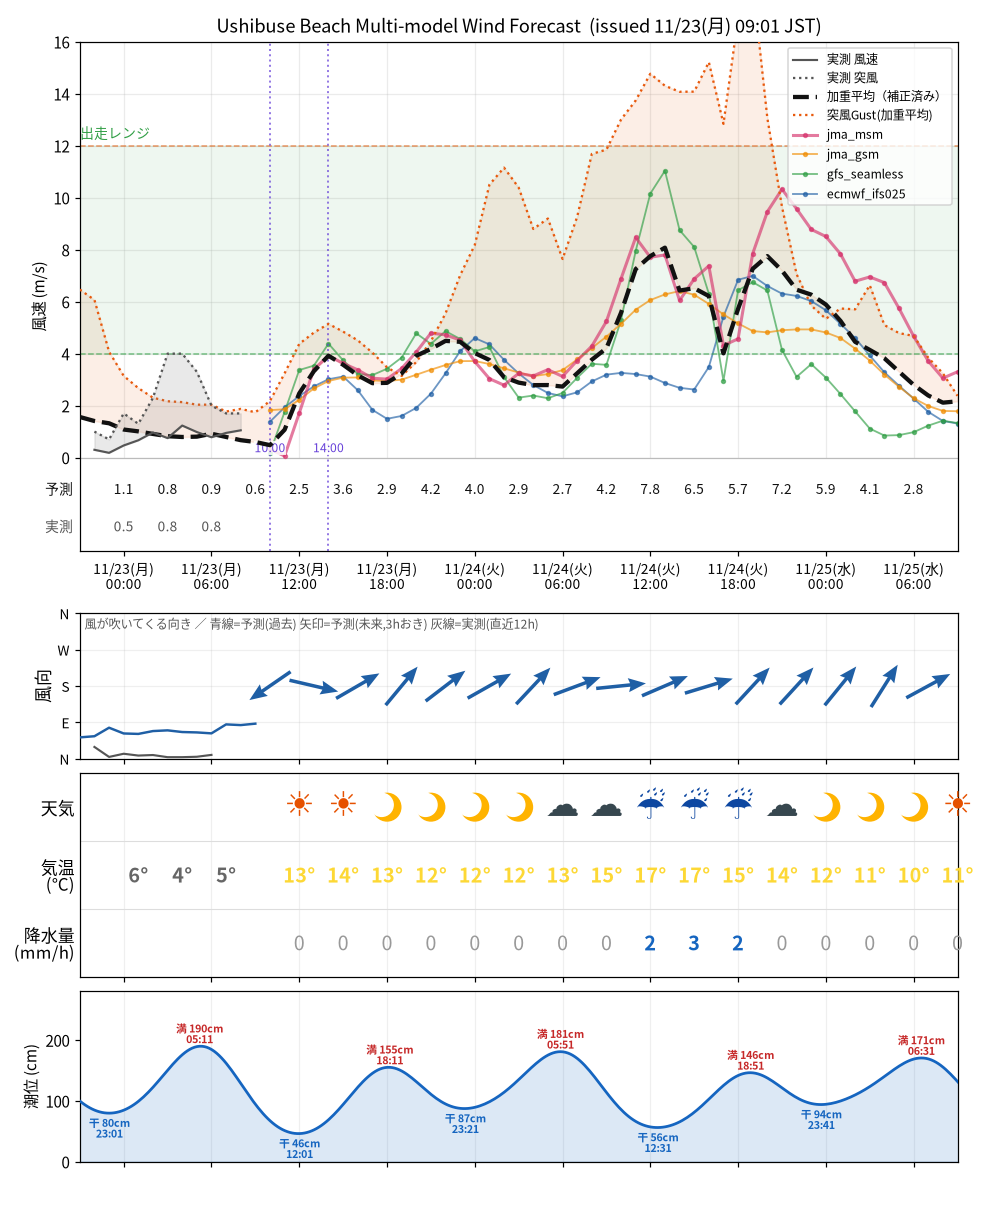 Ushibuse Beach Multi-model Wind Forecast (issued 11/23(月) 09:01 JST)
風速 (m/s)
16
14
12
10
8
6
4
2
0
出走レンジ
実測 風速
実測 突風
加重平均（補正済み）
突風Gust(加重平均)
jma_msm
jma_gsm
gfs_seamless
ecmwf_ifs025
10:00 14:00
予測 1.1 0.8 0.9 0.6 2.5 3.6 2.9 4.2 4.0 2.9 2.7 4.2 7.8 6.5 5.7 7.2 5.9 4.1 2.8
実測 0.5 0.8 0.8
11/23(月) 11/23(月) 11/23(月) 11/23(月) 11/24(火) 11/24(火) 11/24(火) 11/24(火) 11/25(水) 11/25(水)
00:00 06:00 12:00 18:00 00:00 06:00 12:00 18:00 00:00 06:00
風向
N
W
S
E
N
風が吹いてくる向き ／ 青線=予測(過去) 矢印=予測(未来,3hおき) 灰線=実測(直近12h)
天気
気温
(℃)
6° 4° 5° 13° 14° 13° 12° 12° 12° 13° 15° 17° 17° 15° 14° 12° 11° 10° 11°
降水量
(mm/h)
0 0 0 0 0 0 0 0 2 3 2 0 0 0 0 0
潮位 (cm)
200
100
0
満 190cm
05:11
満 155cm
18:11
満 181cm
05:51
満 146cm
18:51
満 171cm
06:31
干 80cm
23:01
干 46cm
12:01
干 87cm
23:21
干 56cm
12:31
干 94cm
23:41